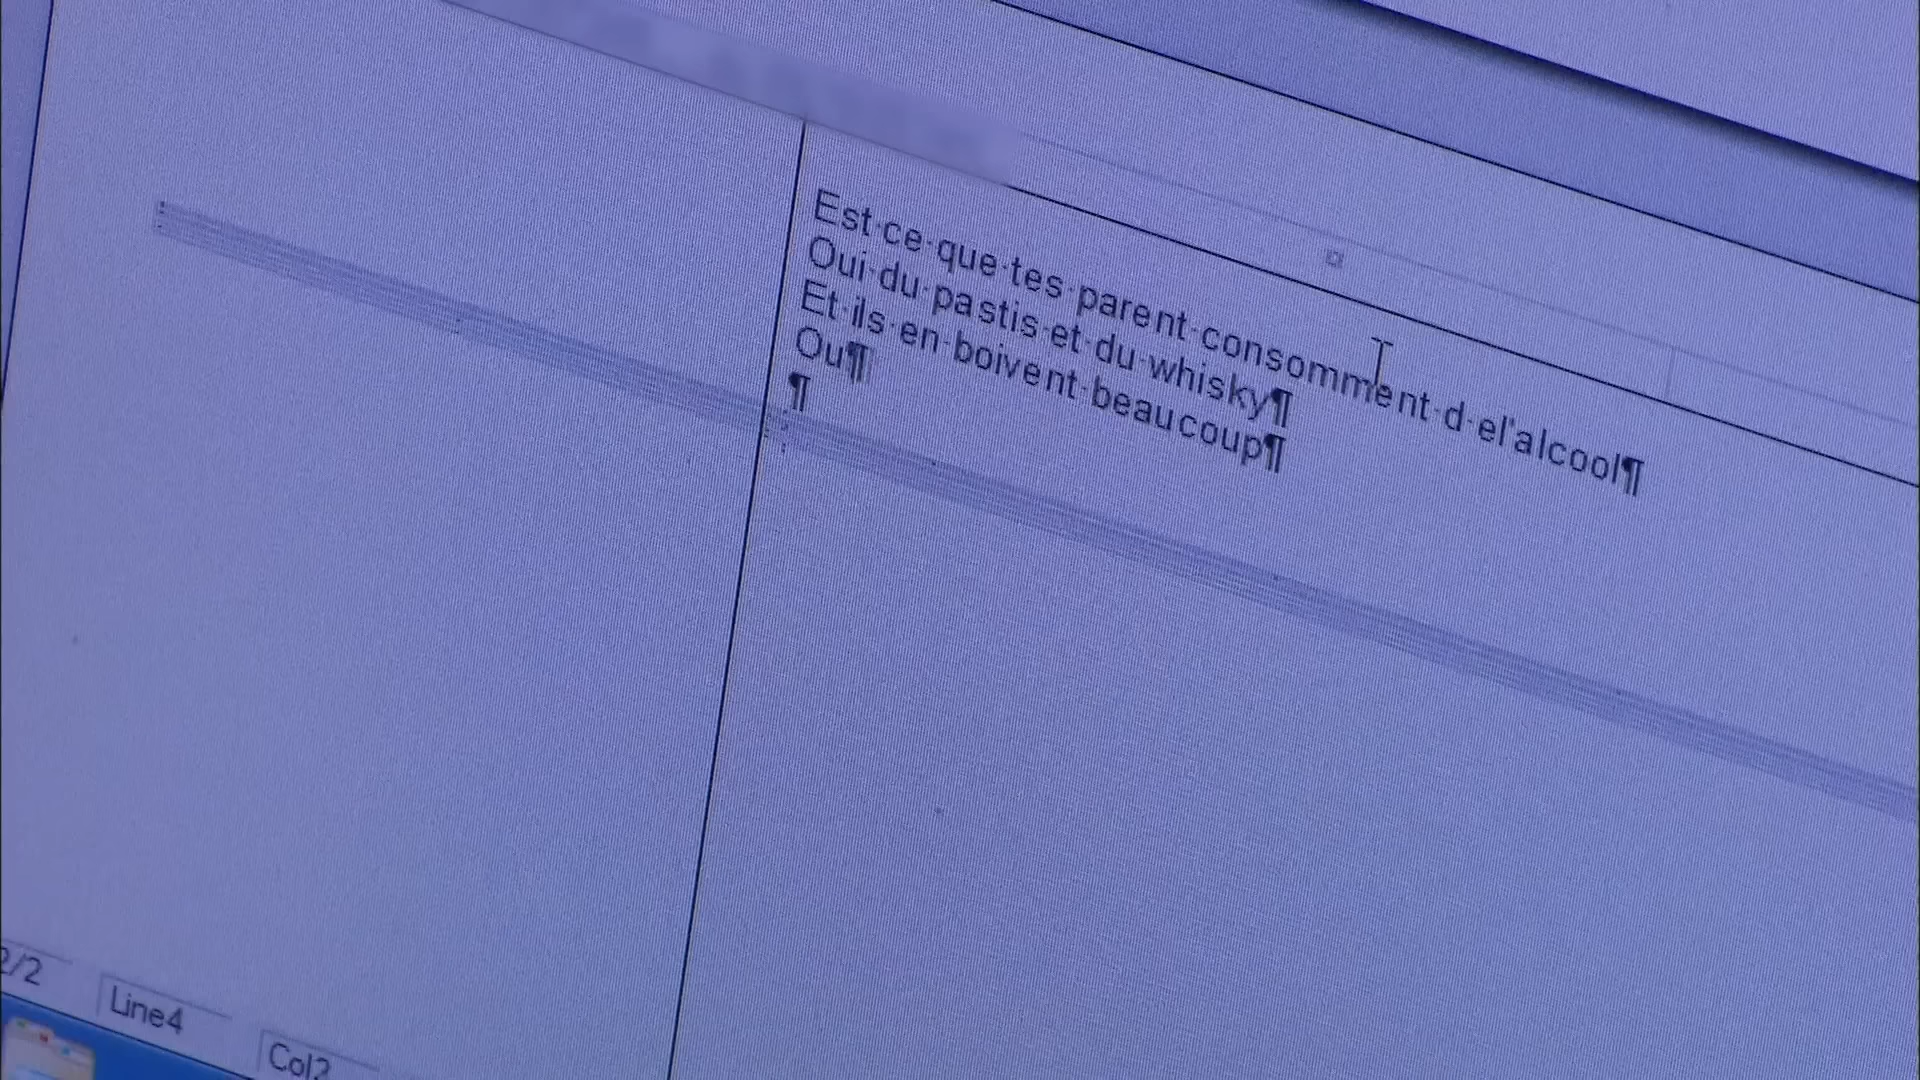 Est ce que tes parent consomment d el'alcool¶
Oui du pastis et du whisky¶
Et ils en boivent beaucoup¶
Ou¶
¶
2/2
Line4
Col2